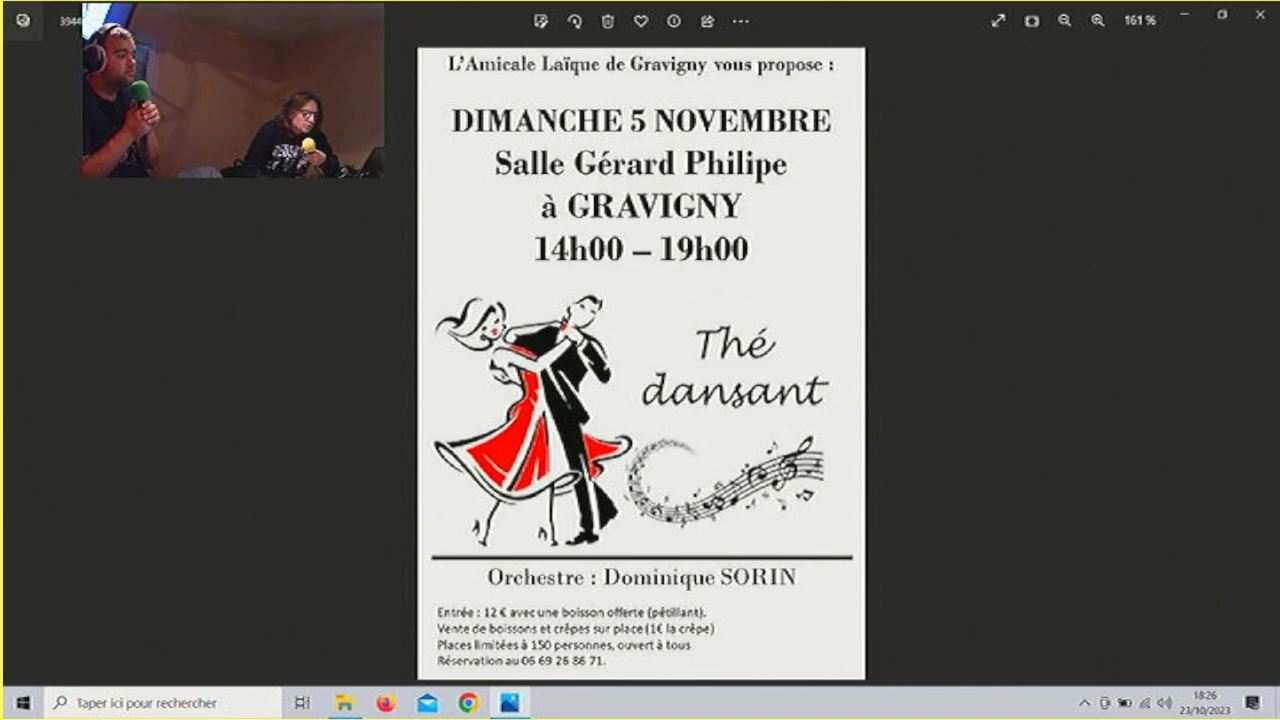 161 %
L'Amicale Laïque de Gravigny vous propose :
DIMANCHE 5 NOVEMBRE
Salle Gérard Philipe
à GRAVIGNY
14h00 – 19h00
Thé
dansant
Orchestre : Dominique SORIN
Entrée : 12 € avec une boisson offerte (pétillant).
Vente de boissons et crêpes sur place (1€ la crêpe)
Places limitées à 150 personnes, ouvert à tous
Réservation au 06 69 26 86 71.
Taper ici pour rechercher
18:26
23/10/2023